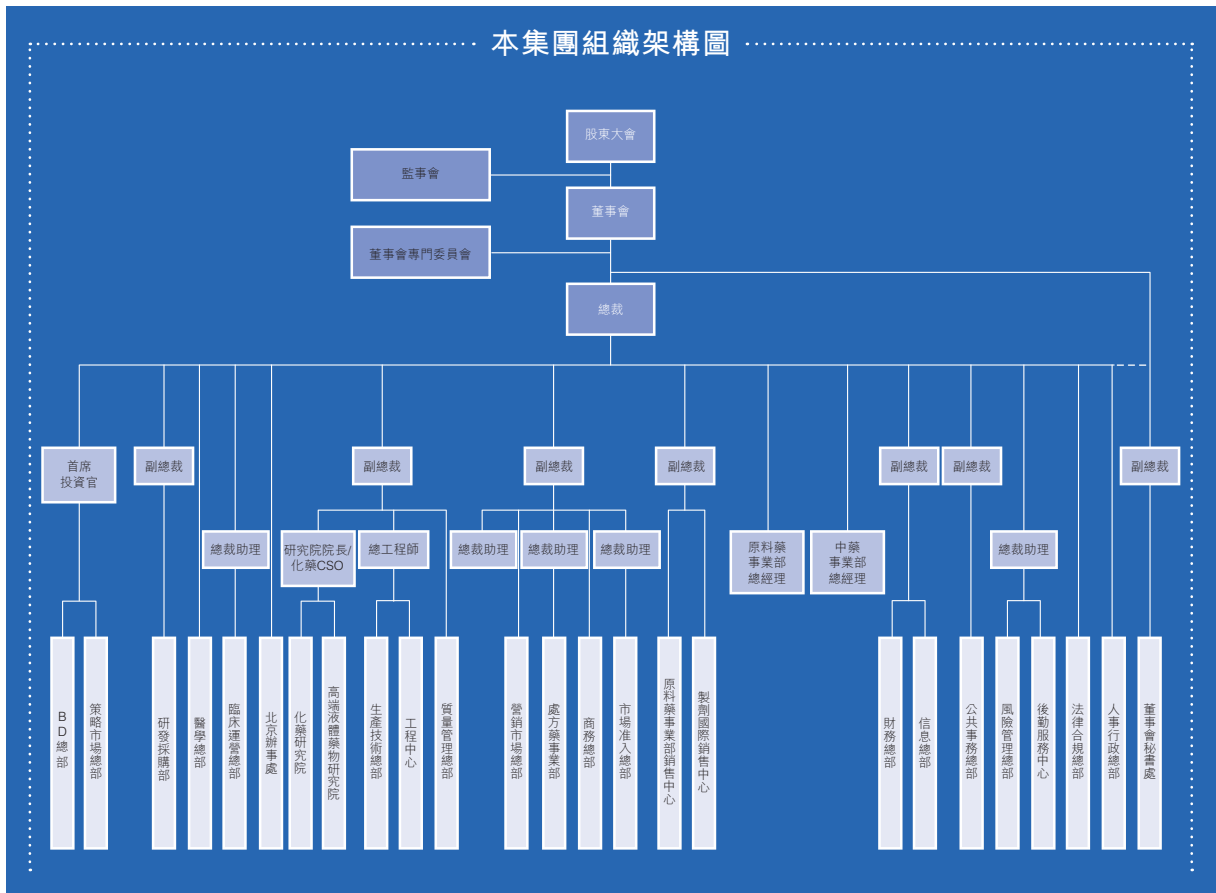 本集團組織架構圖
股東大會
監事會
董事會
董事會專門委員會
總裁
首席
投資官
副總裁
副總裁
副總裁
副總裁
副總裁
副總裁
副總裁
總裁助理
研究院院長/
化藥CSO
總工程師
總裁助理
總裁助理
總裁助理
原料藥
事業部
總經理
中藥
事業部
總經理
總裁助理
BD總部
策略市場總部
研發採購部
醫學總部
臨床運營總部
北京辦事處
化藥研究院
高端液體藥物研究院
生產技術總部
工程中心
質量管理總部
營銷市場總部
處方藥事業部
商務總部
市場准入總部
原料藥事業部銷售中心
製劑國際銷售中心
財務總部
信息總部
公共事務總部
風險管理總部
後勤服務中心
法律合規總部
人事行政總部
董事會秘書處